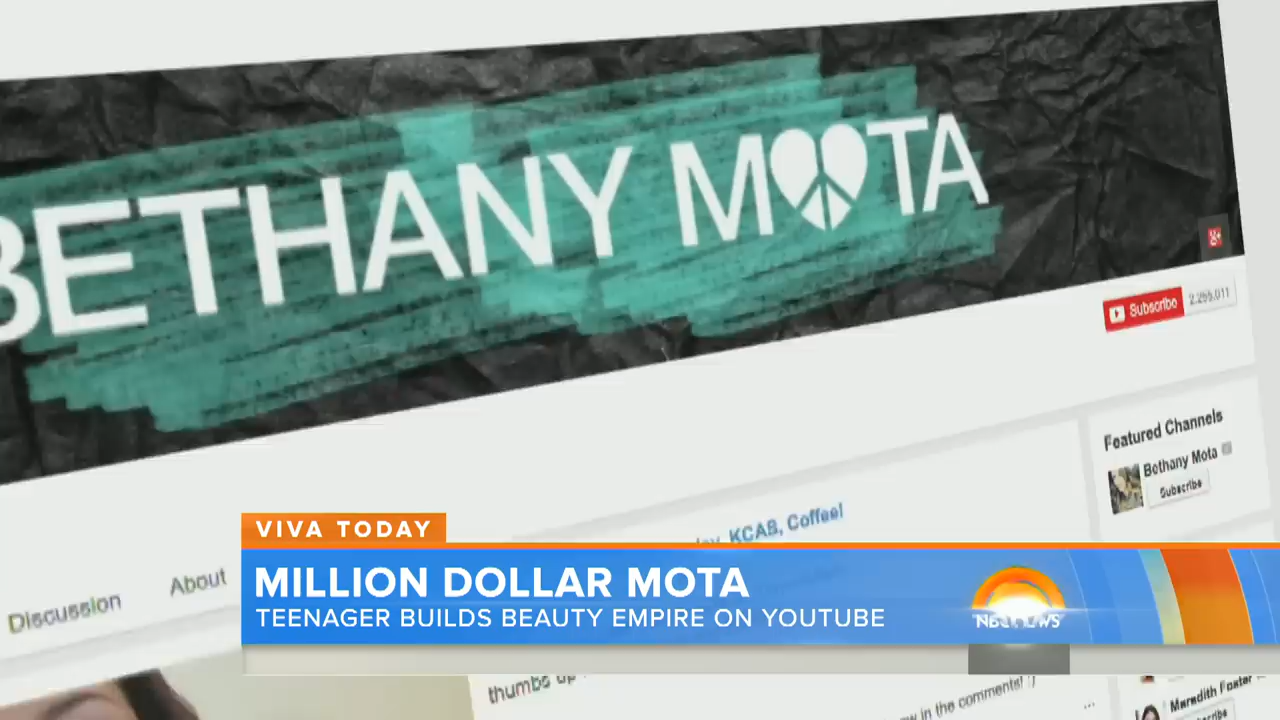 BETHANY MOTA
Subscribe 2,255,011
Featured Channels
Bethany Mota
Subscribe
KCAB, Coffee!
Discussion About
VIVA TODAY
MILLION DOLLAR MOTA
TEENAGER BUILDS BEAUTY EMPIRE ON YOUTUBE
NBC NEWS
thumbs up
in the comments! :)
Meredith Foster